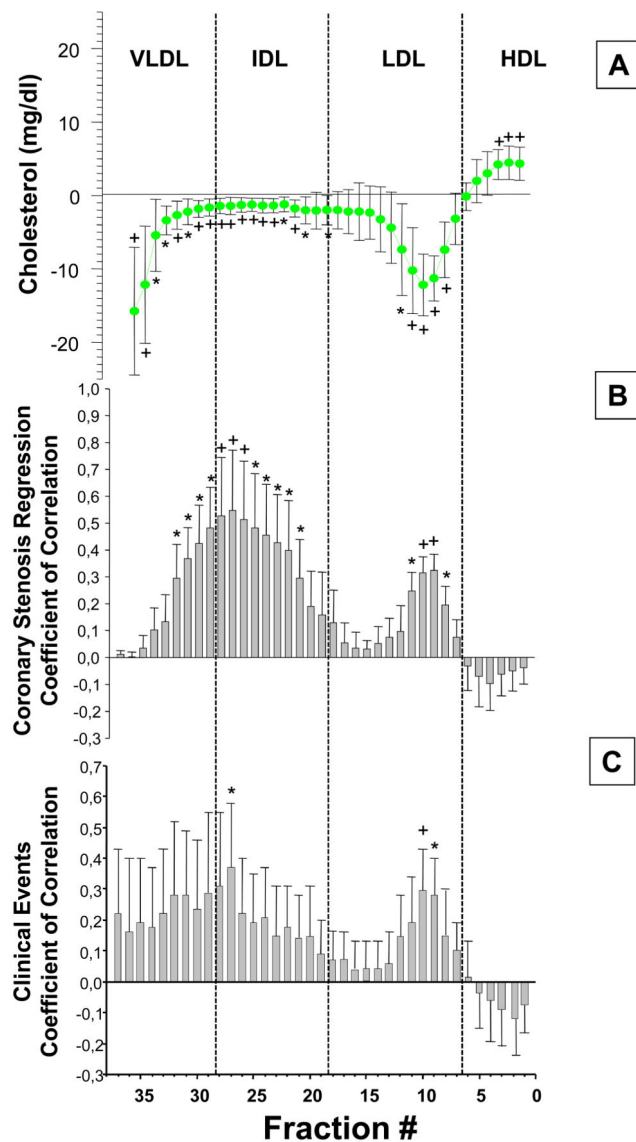 A
VLDL IDL LDL HDL
Cholesterol (mg/dl)
25
20
10
0
-10
-20
+ + +
+ * + * + + + + + + + + * + * *
+ * * + + + +
B
Coronary Stenosis Regression
Coefficient of Correlation
1,0
0,9
0,8
0,7
0,6
0,5
0,4
0,3
0,2
0,1
0,0
-0,1
-0,2
-0,3
* * * * + + + * * * * *
* + + *
C
Clinical Events
Coefficient of Correlation
0,7
0,6
0,5
0,4
0,3
0,2
0,1
0,0
-0,1
-0,2
0,3
* + *
35 30 25 20 15 10 5 0
Fraction #